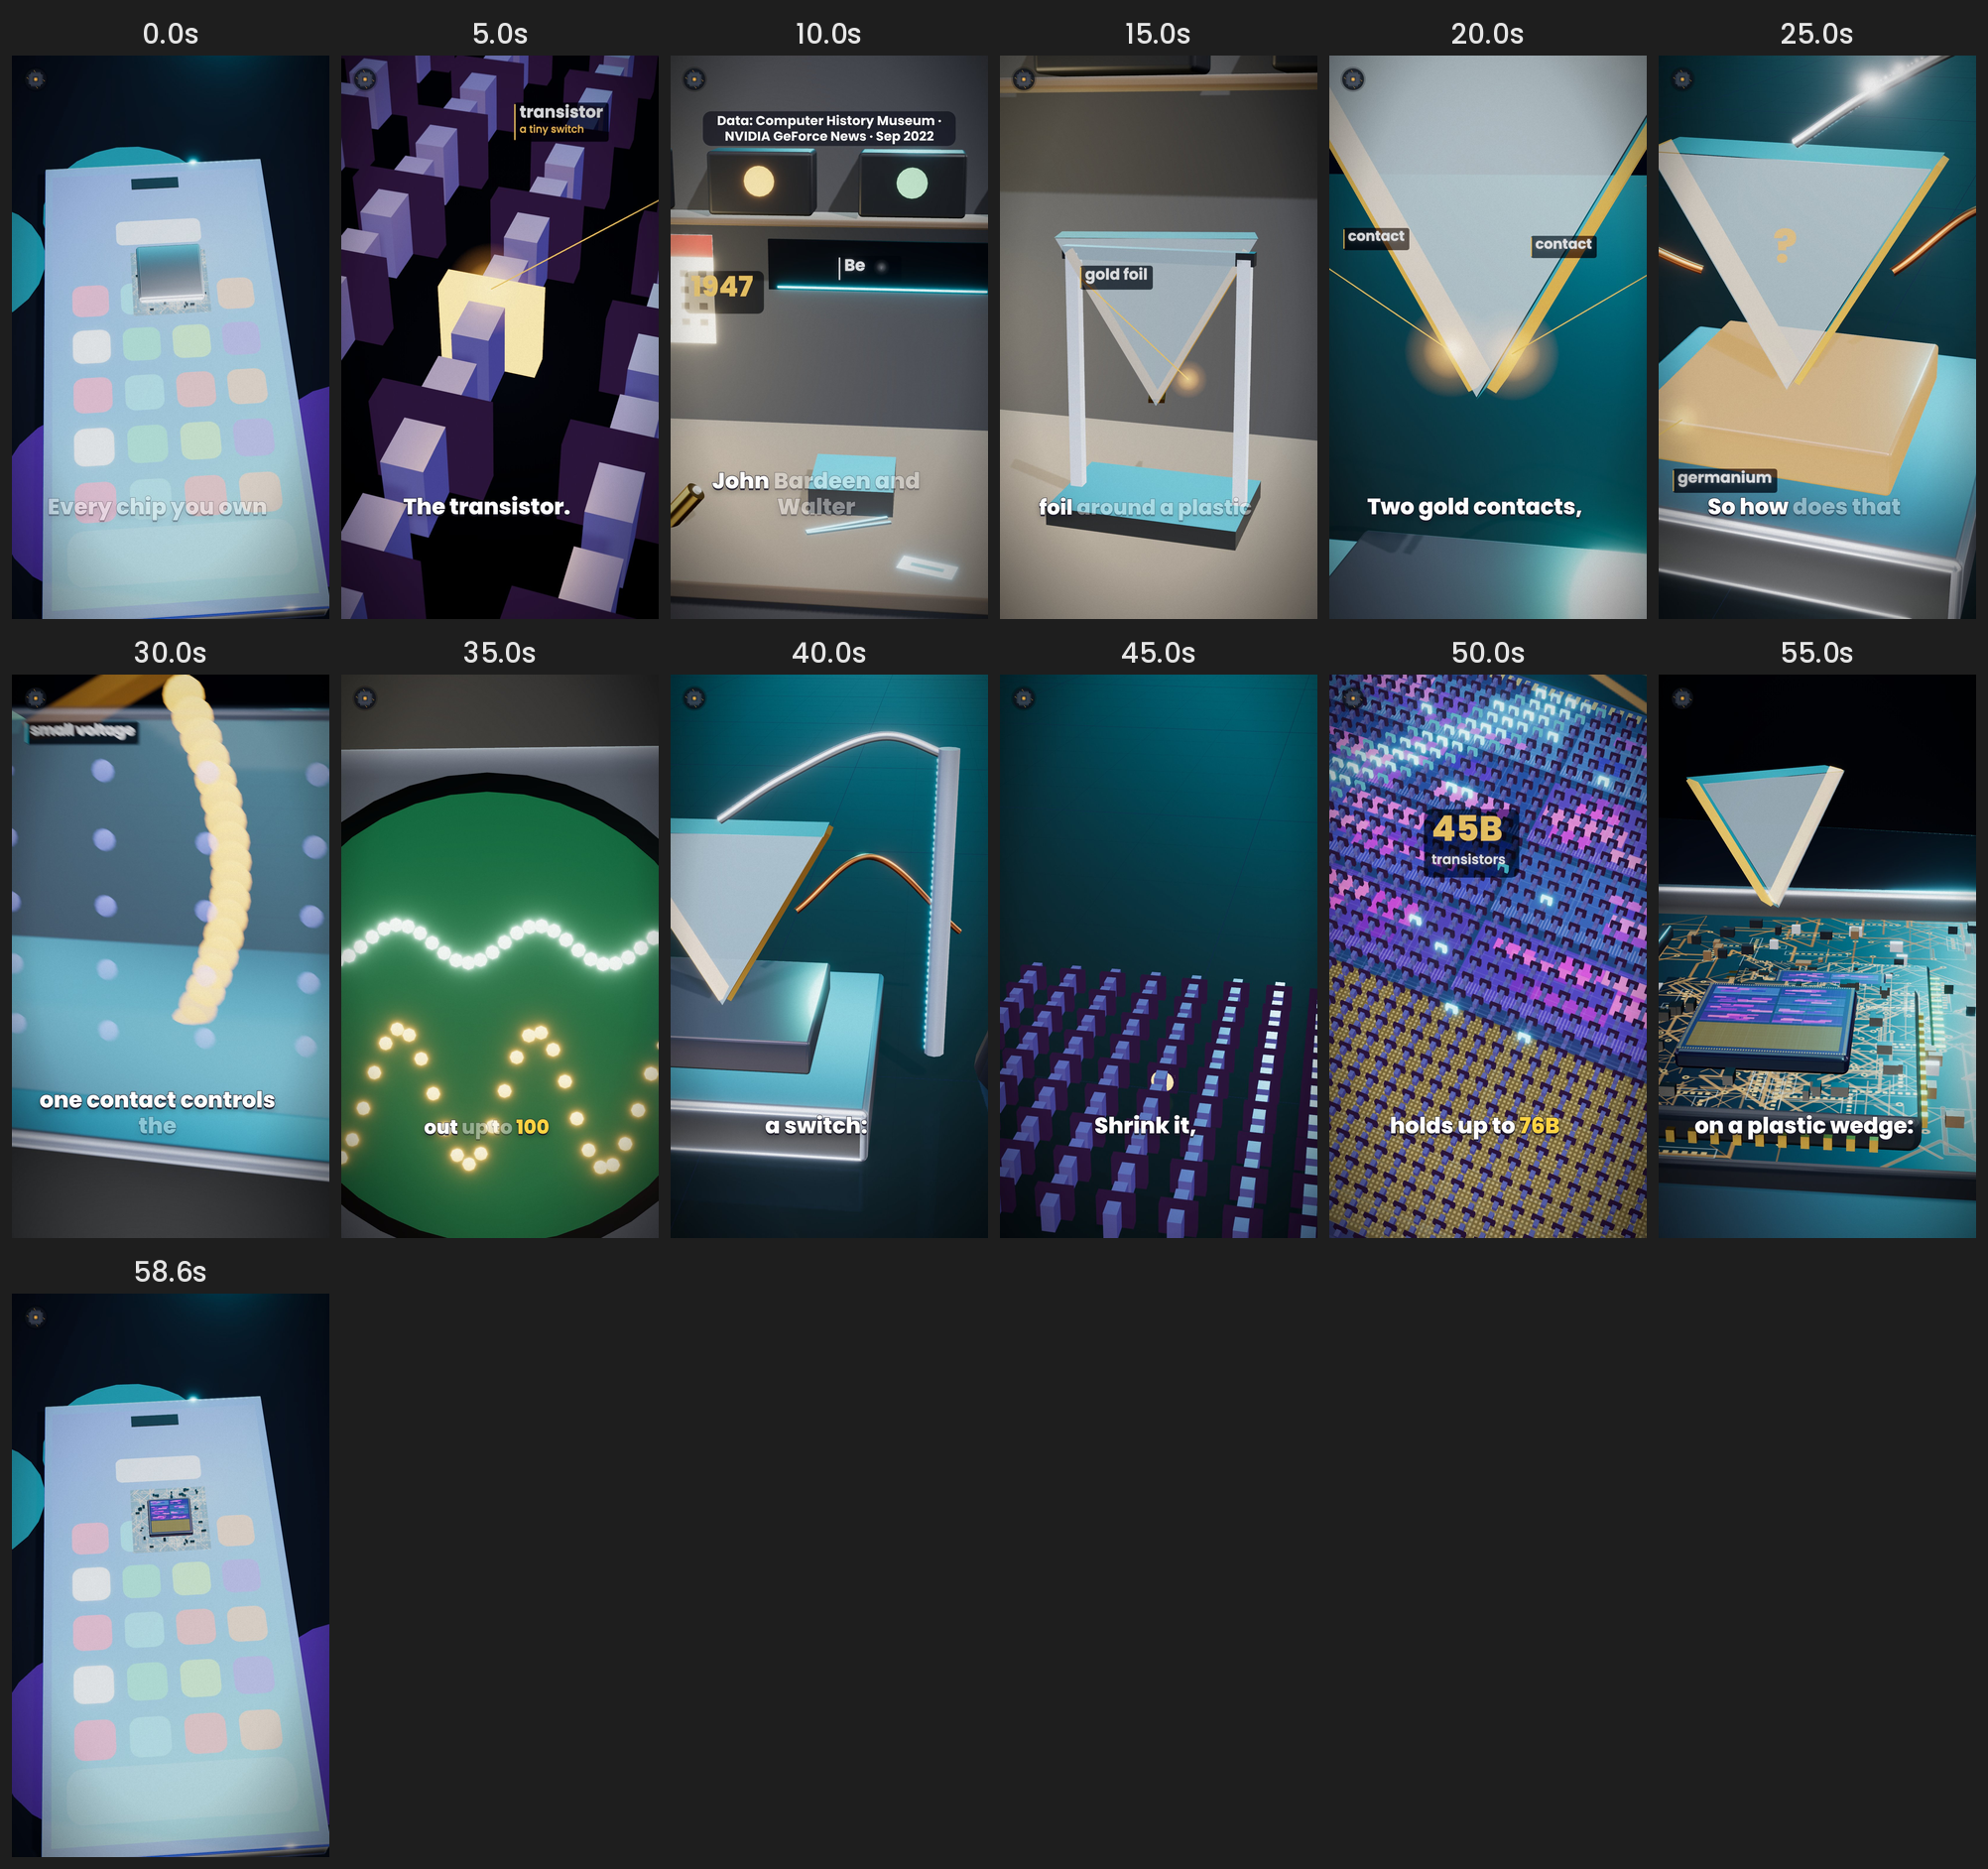 0.0s
5.0s
10.0s
15.0s
20.0s
25.0s
Every chip you own
transistor
a tiny switch
The transistor.
Data: Computer History Museum ·
NVIDIA GeForce News · Sep 2022
Be
1947
John Bardeen and
Walter
gold foil
foil around a plastic
contact
contact
Two gold contacts,
?
germanium
So how does that
30.0s
35.0s
40.0s
45.0s
50.0s
55.0s
small voltage
one contact controls
the
out up to 100
a switch:
Shrink it,
45B
transistors
holds up to 76B
on a plastic wedge:
58.6s